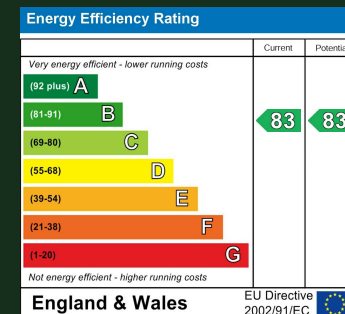 Energy Efficiency Rating
Current
Very energy efficient - lower running costs
(92 plus) A
(81-91) B
83
83
(69-80) C
(55-68) D
(39-54) E
(21-38) F
(1-20) G
Not energy efficient - higher running costs
England & Wales
EU Directive
2002/91/EC